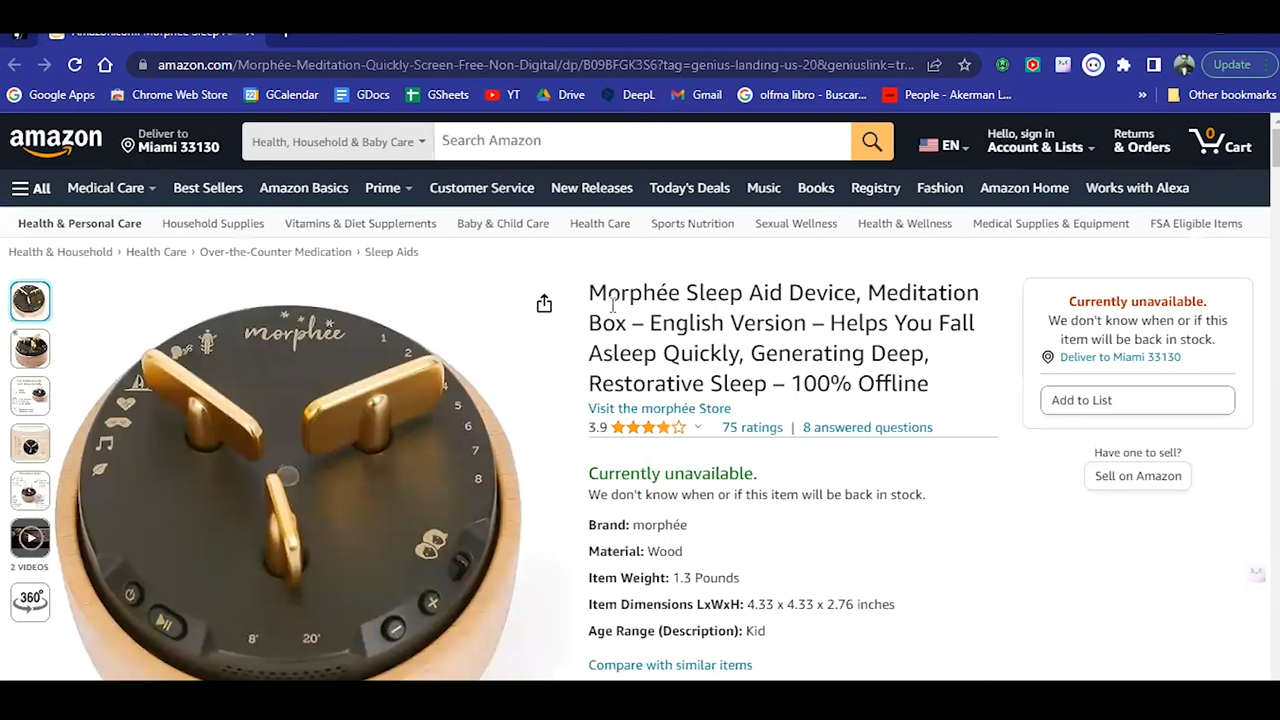 Amazon.com: Morphée Sleep A
amazon.com/Morphée-Meditation-Quickly-Screen-Free-Non-Digital/dp/B09BFGK3S6?tag=genius-landing-us-20&geniuslink=tr...
Update
Google Apps
Chrome Web Store
GCalendar
GDocs
GSheets
YT
Drive
DeepL
Gmail
olfma libro - Buscar...
People - Akerman I...
»
Other bookmarks
amazon
Deliver to
Miami 33130
Health, Household & Baby Care
Search Amazon
EN
Hello, sign in
Account & Lists
Returns
& Orders
0
Cart
All
Medical Care
Best Sellers
Amazon Basics
Prime
Customer Service
New Releases
Today's Deals
Music
Books
Registry
Fashion
Amazon Home
Works with Alexa
Health & Personal Care
Household Supplies
Vitamins & Diet Supplements
Baby & Child Care
Health Care
Sports Nutrition
Sexual Wellness
Health & Wellness
Medical Supplies & Equipment
FSA Eligible Items
Health & Household › Health Care › Over-the-Counter Medication › Sleep Aids
morphée
1
2
4
5
6
7
8
8'
20'
2 VIDEOS
360°
Morphée Sleep Aid Device, Meditation
Box – English Version – Helps You Fall
Asleep Quickly, Generating Deep,
Restorative Sleep – 100% Offline
Visit the morphée Store
3.9
75 ratings | 8 answered questions
Currently unavailable.
We don't know when or if this item will be back in stock.
Brand: morphée
Material: Wood
Item Weight: 1.3 Pounds
Item Dimensions LxWxH: 4.33 x 4.33 x 2.76 inches
Age Range (Description): Kid
Compare with similar items
Currently unavailable.
We don't know when or if this
item will be back in stock.
Deliver to Miami 33130
Add to List
Have one to sell?
Sell on Amazon